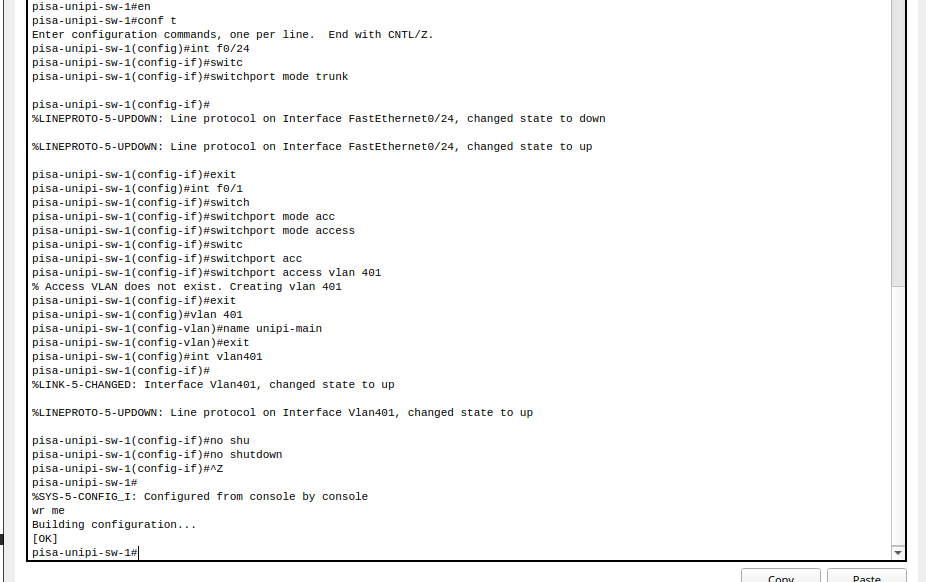 pisa-unipi-sw-1#en
pisa-unipi-sw-1#conf t
Enter configuration commands, one per line.  End with CNTL/Z.
pisa-unipi-sw-1(config)#int f0/24
pisa-unipi-sw-1(config-if)#switc
pisa-unipi-sw-1(config-if)#switchport mode trunk
pisa-unipi-sw-1(config-if)#
%LINEPROTO-5-UPDOWN: Line protocol on Interface FastEthernet0/24, changed state to down
%LINEPROTO-5-UPDOWN: Line protocol on Interface FastEthernet0/24, changed state to up
pisa-unipi-sw-1(config-if)#exit
pisa-unipi-sw-1(config)#int f0/1
pisa-unipi-sw-1(config-if)#switch
pisa-unipi-sw-1(config-if)#switchport mode acc
pisa-unipi-sw-1(config-if)#switchport mode access
pisa-unipi-sw-1(config-if)#switc
pisa-unipi-sw-1(config-if)#switchport acc
pisa-unipi-sw-1(config-if)#switchport access vlan 401
% Access VLAN does not exist. Creating vlan 401
pisa-unipi-sw-1(config-if)#exit
pisa-unipi-sw-1(config)#vlan 401
pisa-unipi-sw-1(config-vlan)#name unipi-main
pisa-unipi-sw-1(config-vlan)#exit
pisa-unipi-sw-1(config)#int vlan401
pisa-unipi-sw-1(config-if)#
%LINK-5-CHANGED: Interface Vlan401, changed state to up
%LINEPROTO-5-UPDOWN: Line protocol on Interface Vlan401, changed state to up
pisa-unipi-sw-1(config-if)#no shu
pisa-unipi-sw-1(config-if)#no shutdown
pisa-unipi-sw-1(config-if)#^Z
pisa-unipi-sw-1#
%SYS-5-CONFIG_I: Configured from console by console
wr me
Building configuration...
[OK]
pisa-unipi-sw-1#
Copy Paste